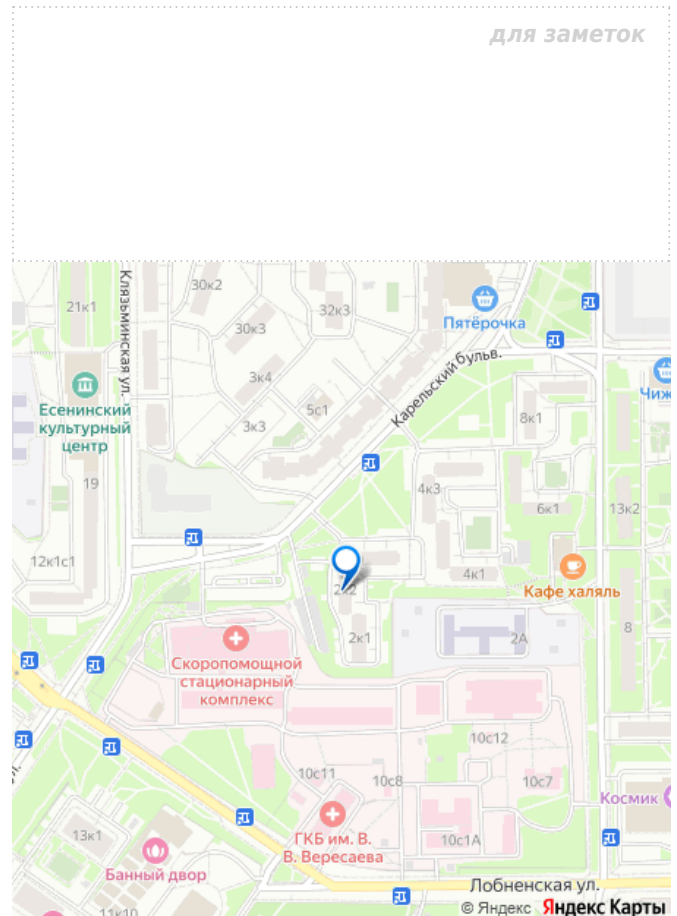 для заметок
30к2
21к1
32к3
Клязьминская ул.
Пятёрочка
30к3
Карельский бульв.
3к4
Есенинский
культурный
центр
5с1
8к1
3к3
19
4к3
6к1
13к2
12к1с1
4к1
Кафе халяль
2к1
2А
8
Скоропомощной
стационарный
комплекс
10с12
10с11
10с8
10с7
Космик
ГКБ им. В.
В. Вересаева
13к1
10с1А
Банный двор
Лобненская ул.
11к10
© Яндекс Яндекс Карты